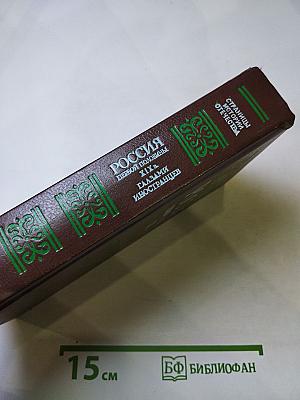 СТРАНИЦЫ
ИСТОРИИ
ОТЕЧЕСТВА
РОССИЯ
ПЕРВОЙ ПОЛОВИНЫ
XIX в.
ГЛАЗАМИ
ИНОСТРАНЦЕВ
15 см
БФ БИБЛИОФАН